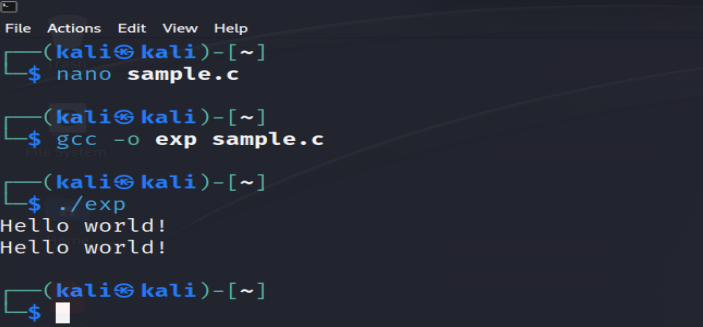 File Actions Edit View Help
┌──(kali㉿kali)-[~]
└─$ nano sample.c
┌──(kali㉿kali)-[~]
└─$ gcc -o exp sample.c
┌──(kali㉿kali)-[~]
└─$ ./exp
Hello world!
Hello world!
┌──(kali㉿kali)-[~]
└─$